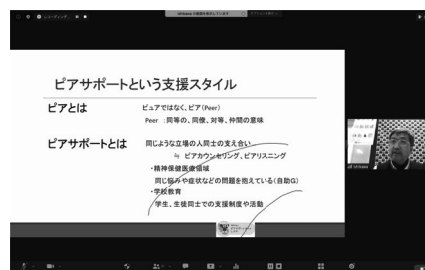 ピアサポートという支援スタイル
ピアとは
ピュアではなく、ピア(Peer)
Peer ：同等の、同僚、対等、仲間の意味
ピアサポートとは
同じような立場の人同士の支え合い
≒ ピアカウンセリング、ピアリスニング
・精神保健医療領域
同じ悩みや症状などの問題を抱えている(自助G)
・学校教育
学生、生徒同士での支援制度や活動